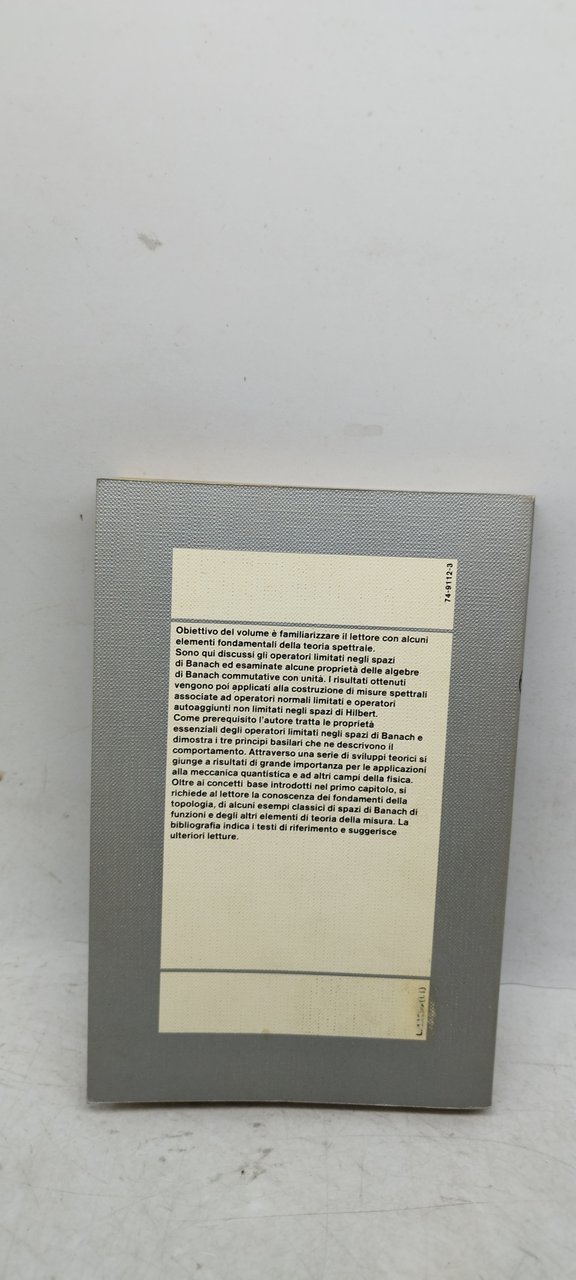 74-9112-3
Obiettivo del volume è familiarizzare il lettore con alcuni
elementi fondamentali della teoria spettrale.
Sono qui discussi gli operatori limitati negli spazi
di Banach ed esaminate alcune proprietà delle algebre
di Banach commutative con unità. I risultati ottenuti
vengono poi applicati alla costruzione di misure spettrali
associate ad operatori normali limitati e operatori
autoaggiunti non limitati negli spazi di Hilbert.
Come prerequisito l'autore tratta le proprietà
essenziali degli operatori limitati negli spazi di Banach e
dimostra i tre principi basilari che ne descrivono il
comportamento. Attraverso una serie di sviluppi teorici si
giunge a risultati di grande importanza per le applicazioni
alla meccanica quantistica e ad altri campi della fisica.
Oltre ai concetti base introdotti nel primo capitolo, si
richiede al lettore la conoscenza dei fondamenti della
topologia, di alcuni esempi classici di spazi di Banach di
funzioni e degli altri elementi di teoria della misura. La
bibliografia indica i testi di riferimento e suggerisce
ulteriori letture.